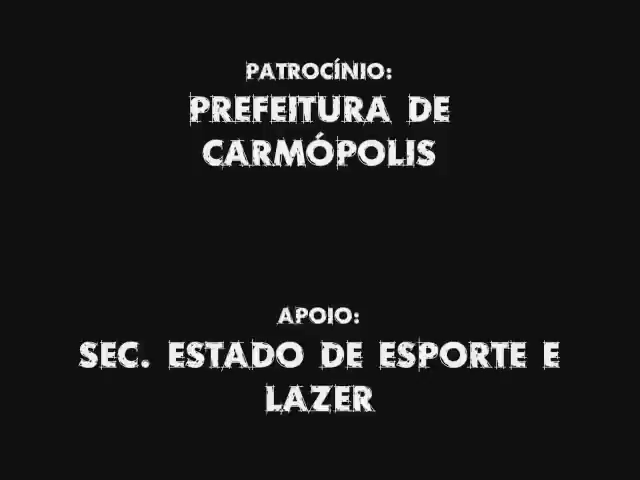 PATROCÍNIO:
PREFEITURA DE
CARMÓPOLIS
APOIO:
SEC. ESTADO DE ESPORTE E
LAZER